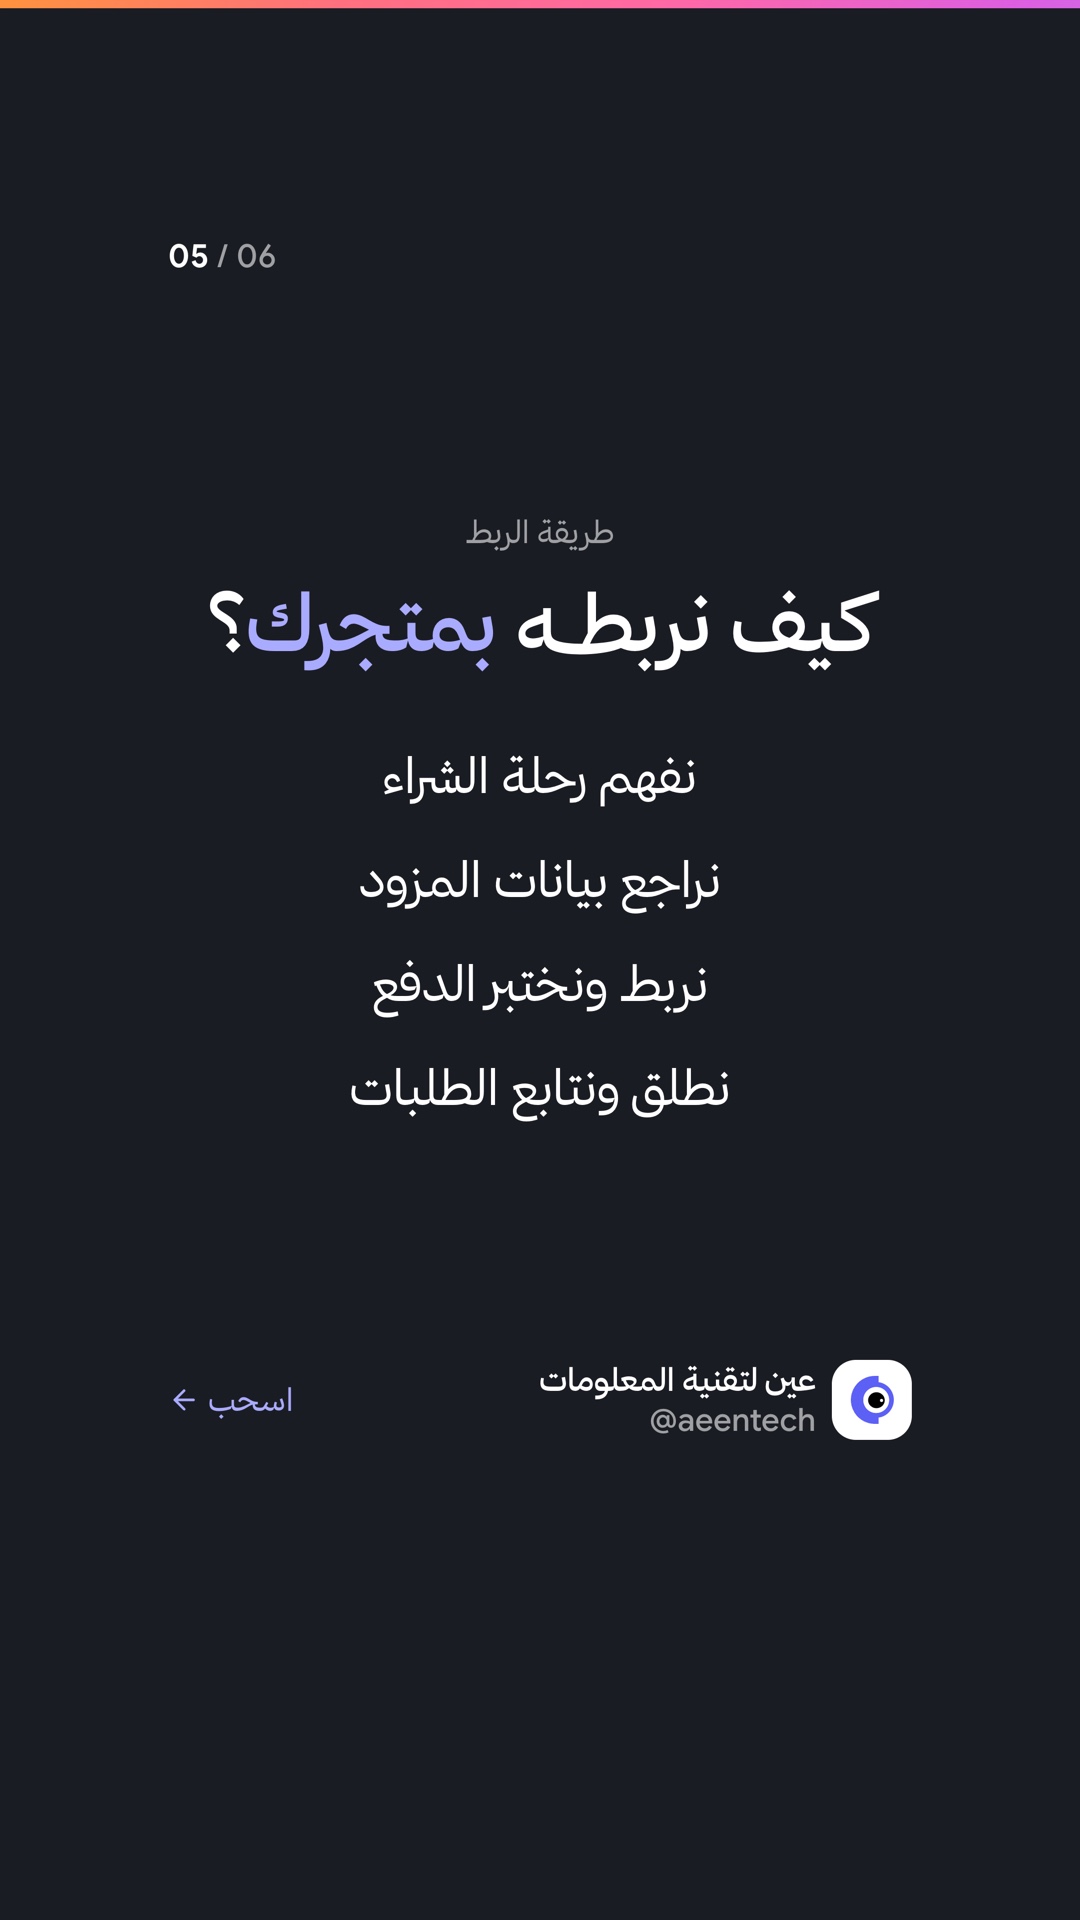 05 / 06
طريقة الربط
كيف نربطه بمتجرك؟
نفهم رحلة الشراء
نراجع بيانات المزود
نربط ونختبر الدفع
نطلق ونتابع الطلبات
عين لتقنية المعلومات
@aeentech
اسحب ←